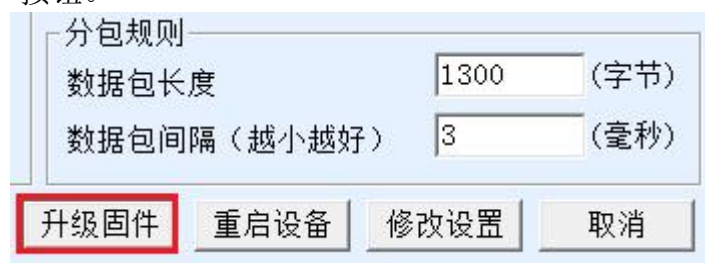 按钮。
分包规则
数据包长度 1300 (字节)
数据包间隔（越小越好） 3 (毫秒)
升级固件 重启设备 修改设置 取消